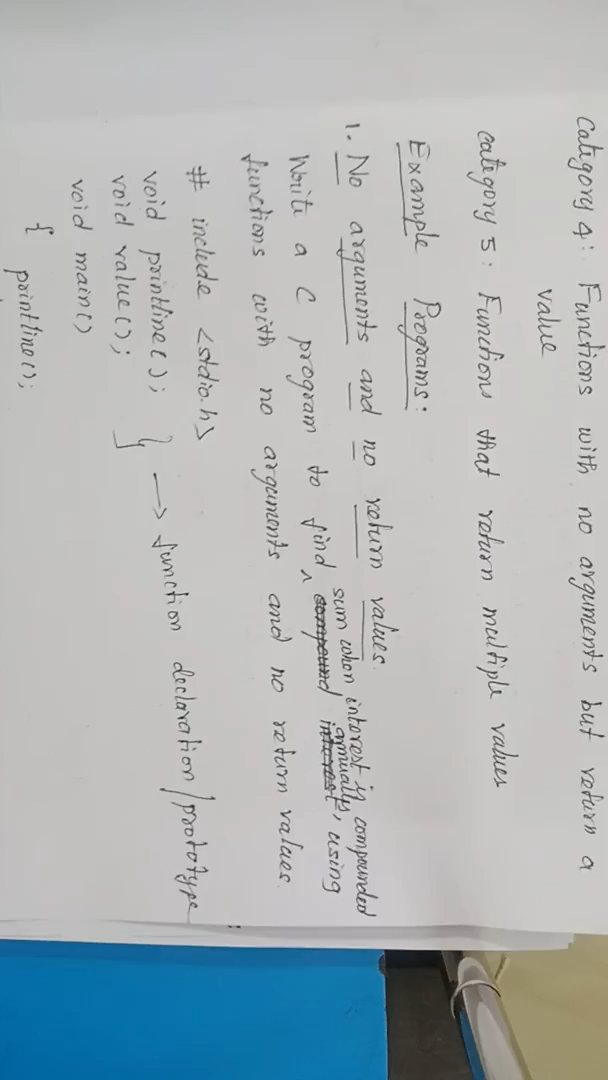 Category 4: Functions with no arguments but return a
value
category 5: Functions that return multiple values
Example Programs:
1. No arguments and no return values.
Write a C program to find ^ sum when interest is compounded annually, compound interest, using
functions with no arguments and no return values.
# include <stdio.h>
void printline();
void value(); } → function declaration/prototype
void main()
{ printline();